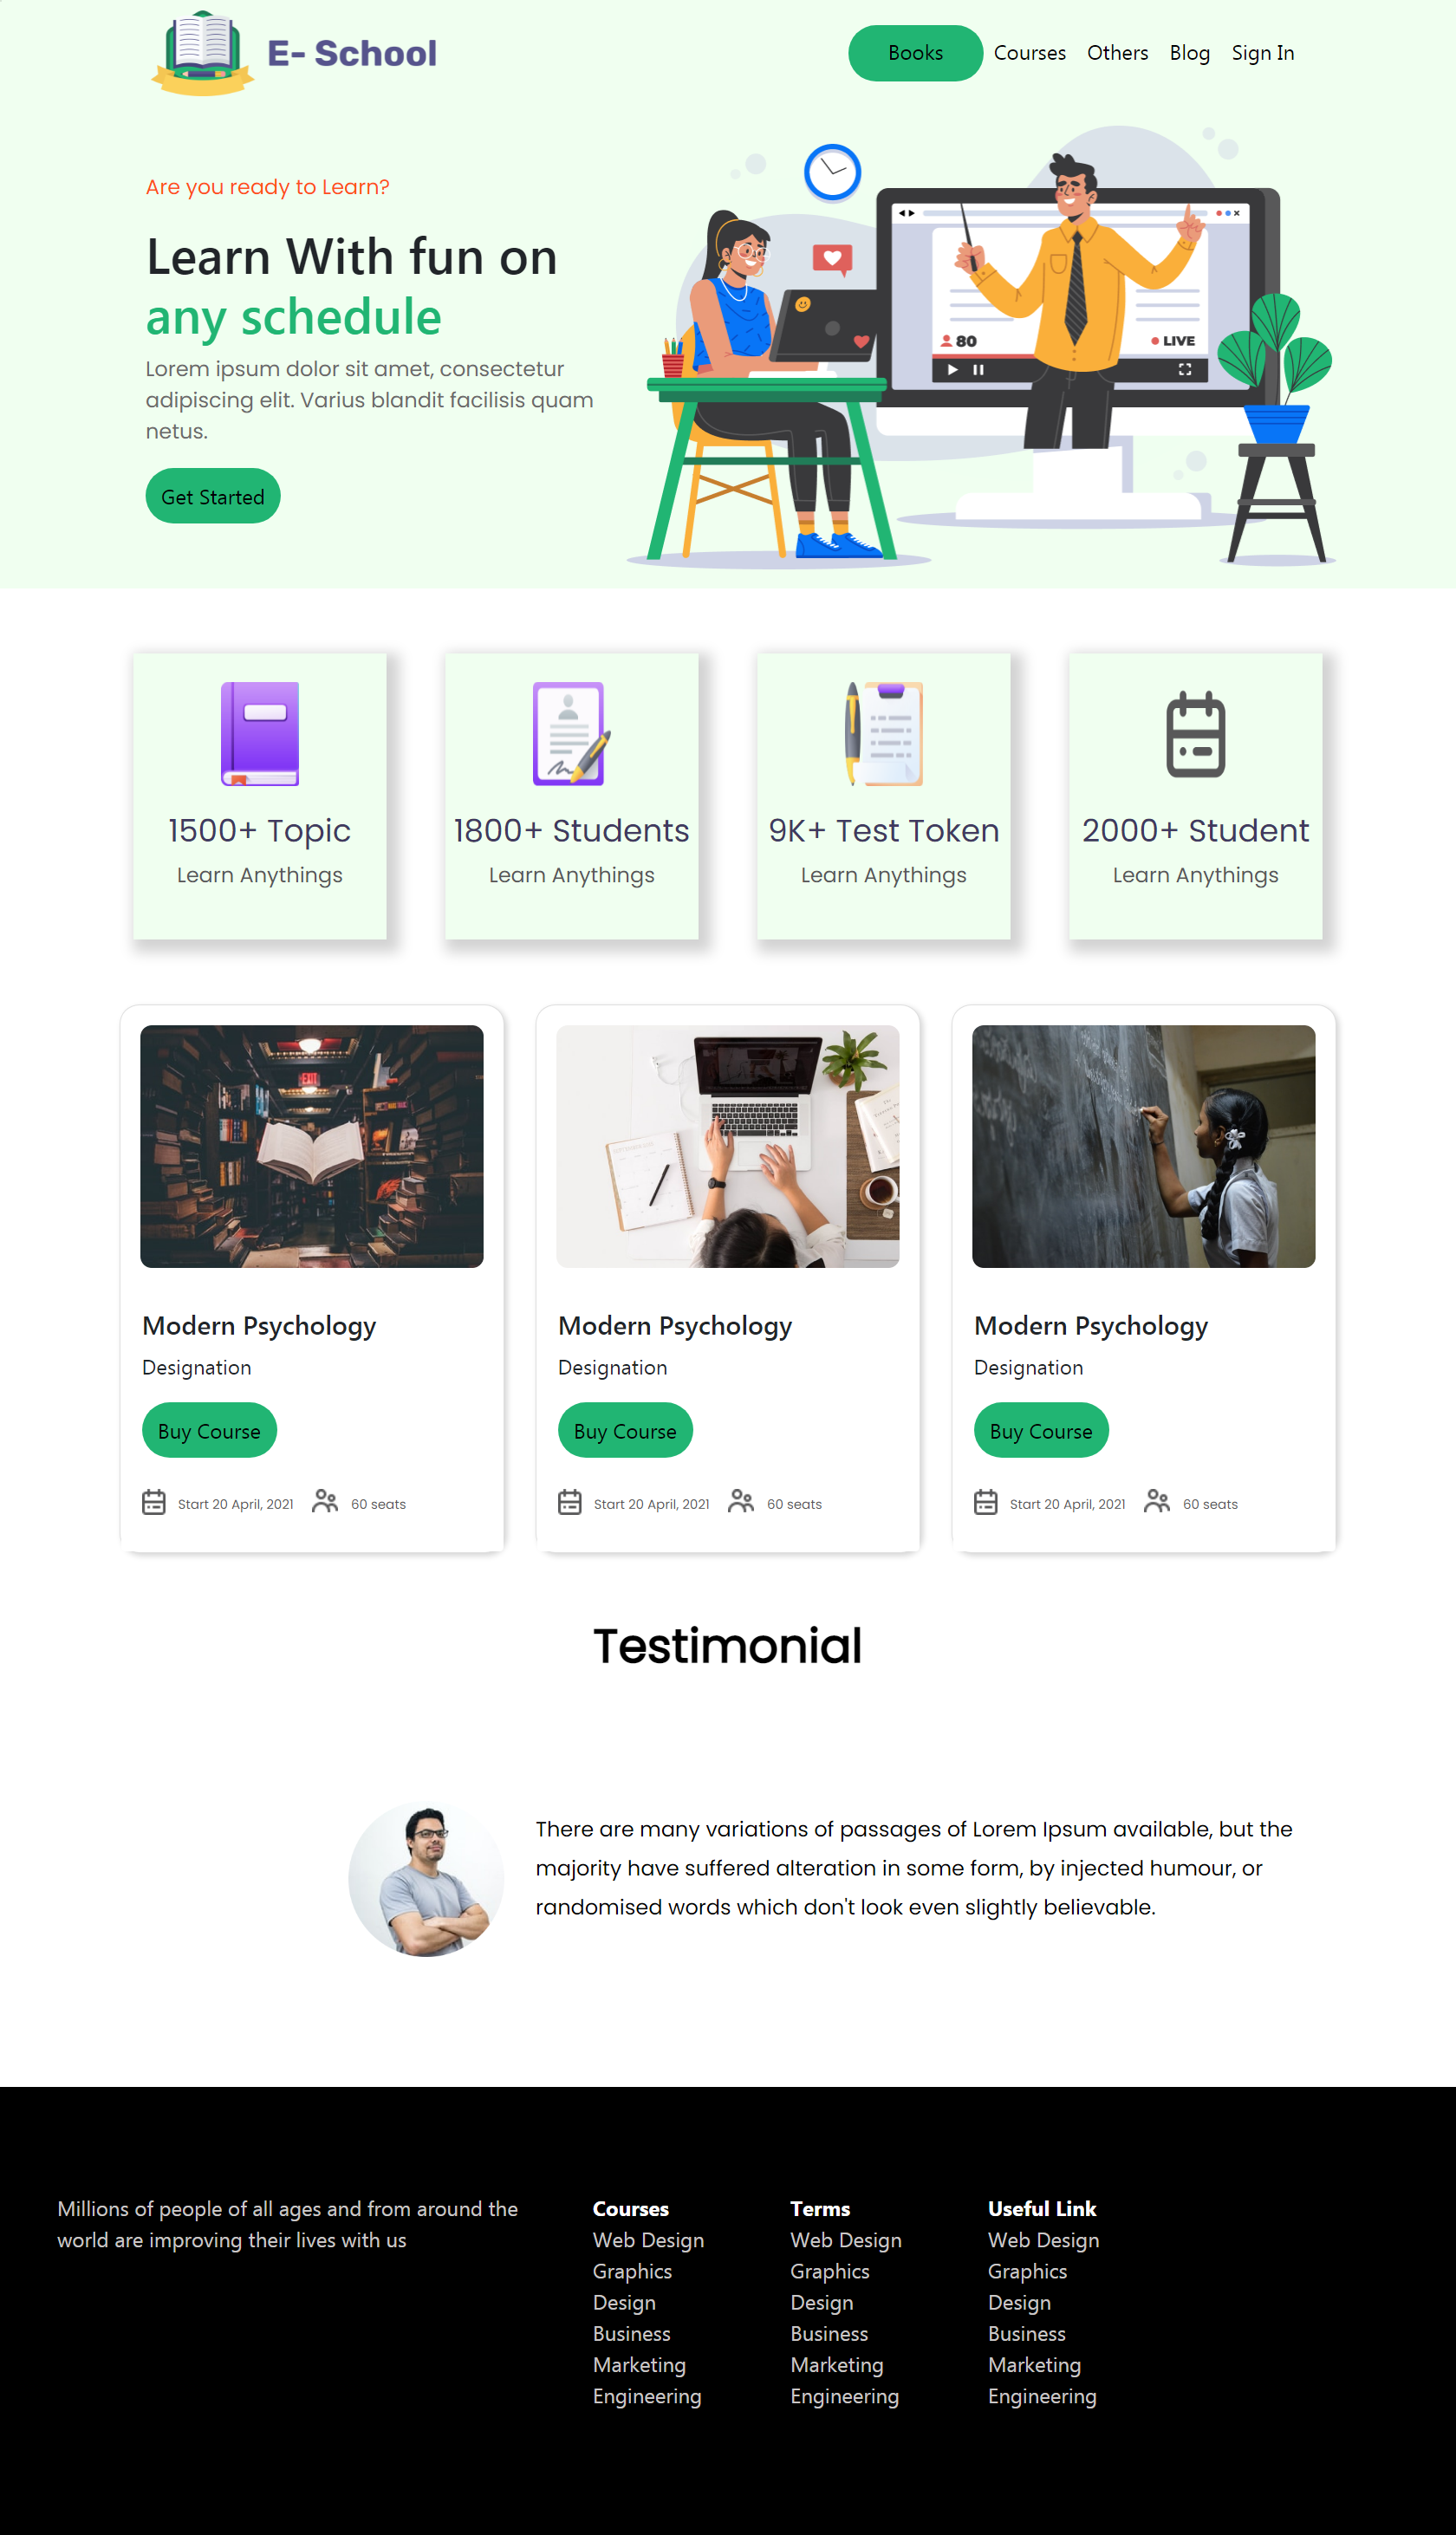 E- School
Books Courses Others Blog Sign In
Are you ready to Learn?
Learn With fun on
any schedule
Lorem ipsum dolor sit amet, consectetur
adipiscing elit. Varius blandit facilisis quam
netus.
Get Started
80
LIVE
1500+ Topic
Learn Anythings
1800+ Students
Learn Anythings
9K+ Test Token
Learn Anythings
2000+ Student
Learn Anythings
EXIT
Modern Psychology
Designation
Buy Course
Start 20 April, 2021 60 seats
Modern Psychology
Designation
Buy Course
Start 20 April, 2021 60 seats
Modern Psychology
Designation
Buy Course
Start 20 April, 2021 60 seats
Testimonial
There are many variations of passages of Lorem Ipsum available, but the
majority have suffered alteration in some form, by injected humour, or
randomised words which don't look even slightly believable.
Millions of people of all ages and from around the
world are improving their lives with us
Courses
Web Design
Graphics
Design
Business
Marketing
Engineering
Terms
Web Design
Graphics
Design
Business
Marketing
Engineering
Useful Link
Web Design
Graphics
Design
Business
Marketing
Engineering